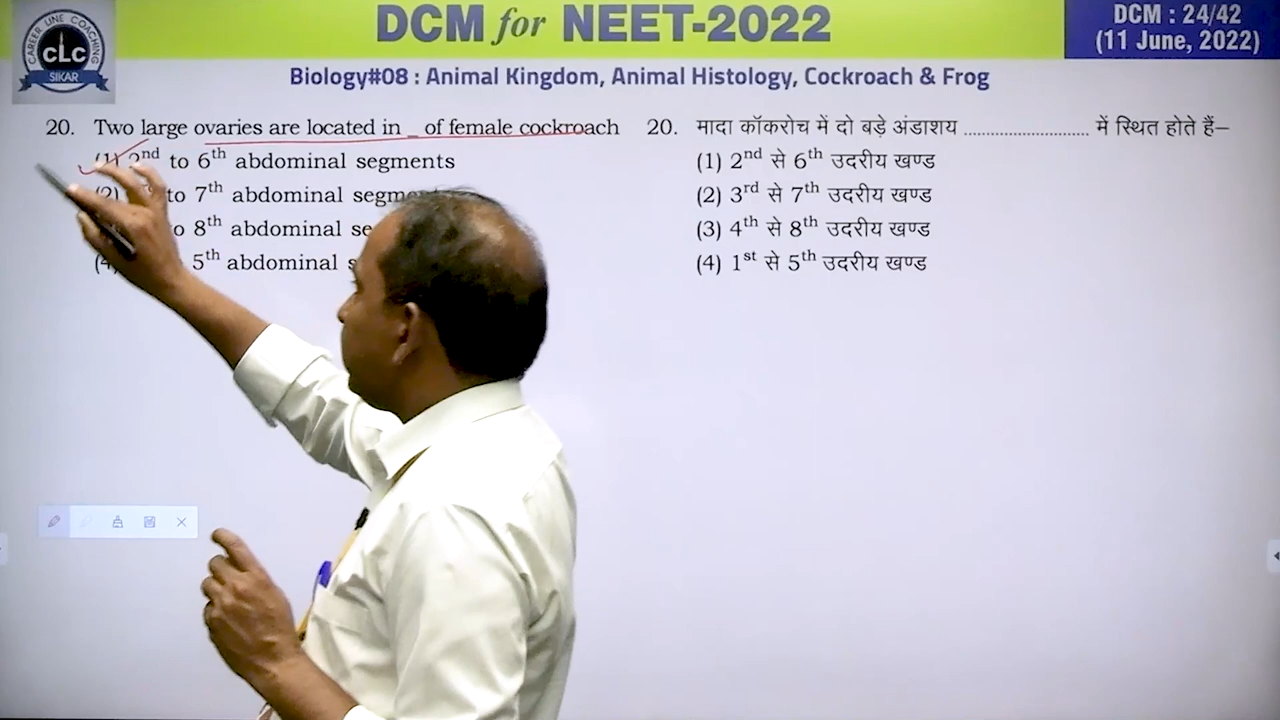 DCM for NEET-2022
DCM : 24/42
(11 June, 2022)
CAREER LINE COACHING
CLC
SIKAR
Biology#08 : Animal Kingdom, Animal Histology, Cockroach & Frog
20. Two large ovaries are located in _ of female cockroach
(1) 2nd to 6th abdominal segments
(2) to 7th abdominal
8th abdominal
(4) 5th abdominal
20. मादा कॉकरोच में दो बड़े अंडाशय ............................ में स्थित होते हैं–
(1) 2nd से 6th उदरीय खण्ड
(2) 3rd से 7th उदरीय खण्ड
(3) 4th से 8th उदरीय खण्ड
(4) 1st से 5th उदरीय खण्ड